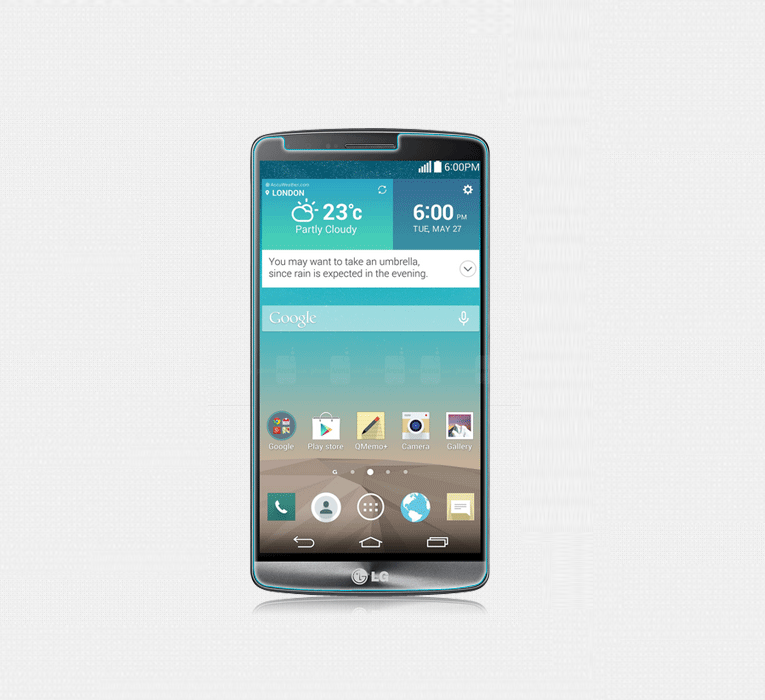 6:00PM
AccuWeather.com
LONDON
23°c
Partly Cloudy
6:00 PM
TUE, MAY 27
You may want to take an umbrella,
since rain is expected in the evening.
Google
Google
Play store
QMemo+
Camera
Gallery
G
LG